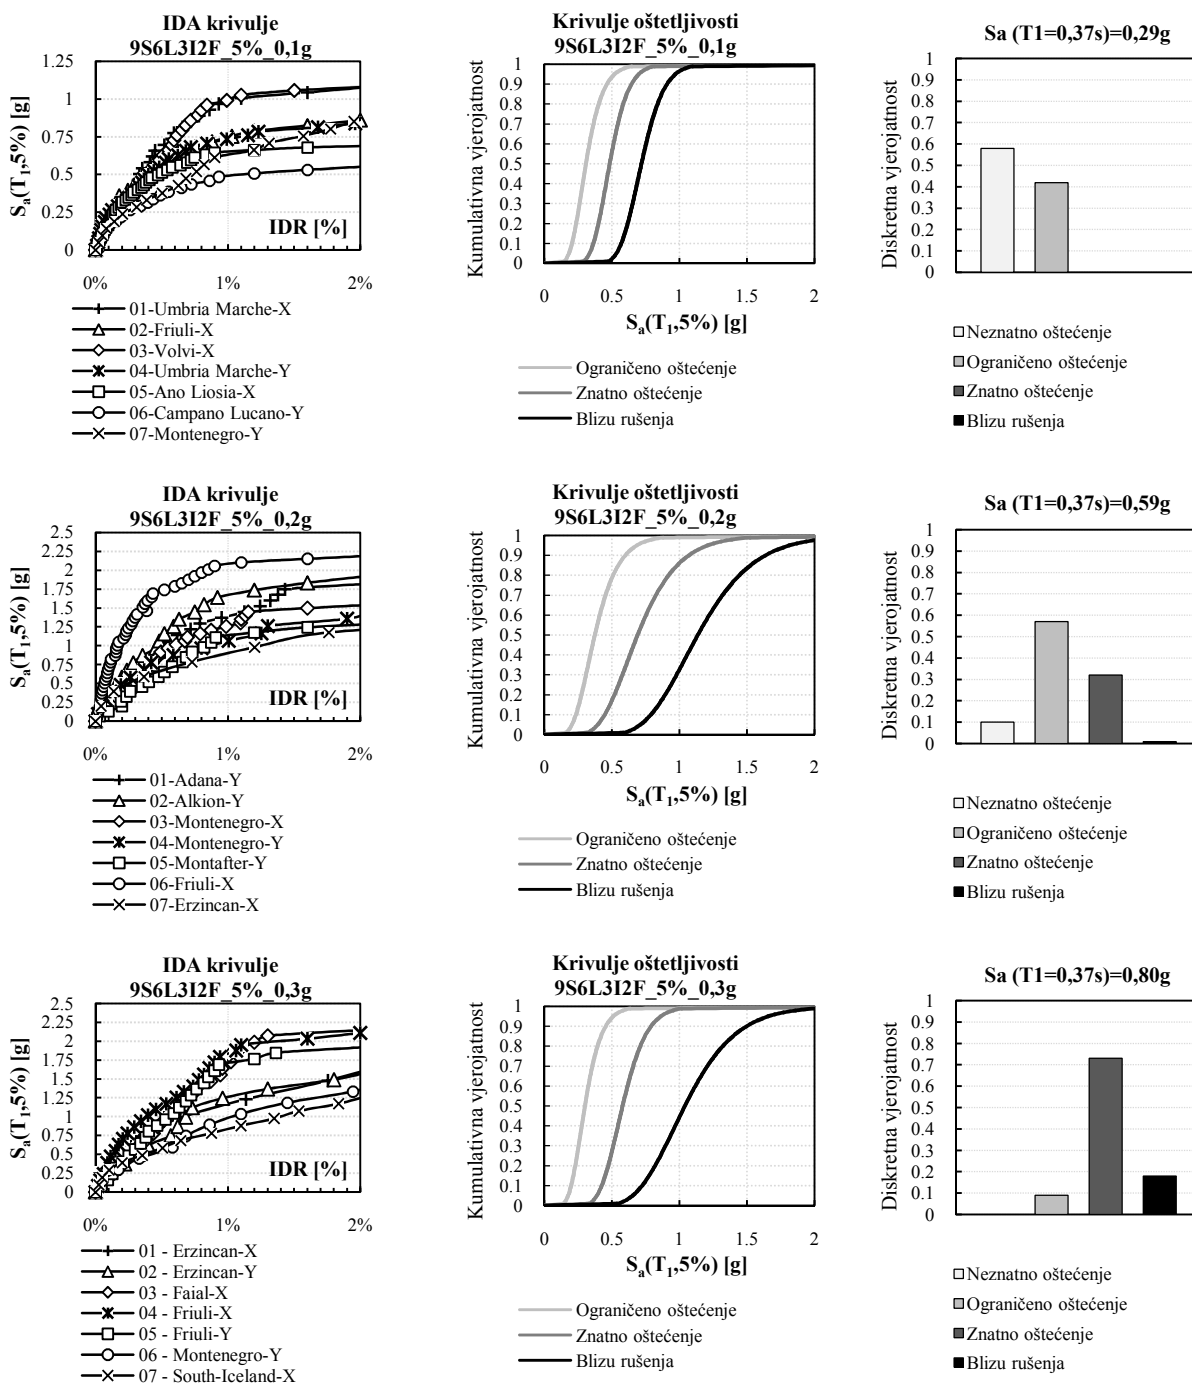 IDA krivulje
9S6L3I2F_5%_0,1g
Sa(T1,5%) [g]
1.25
1
0.75
0.5
0.25
0
IDR [%]
0%
1%
2%
01-Umbria Marche-X
02-Friuli-X
03-Volvi-X
04-Umbria Marche-Y
05-Ano Liosia-X
06-Campano Lucano-Y
07-Montenegro-Y
Krivulje oštetljivosti
9S6L3I2F_5%_0,1g
Kumulativna vjerojatnost
1
0.9
0.8
0.7
0.6
0.5
0.4
0.3
0.2
0.1
0
0
0.5
1
1.5
2
Sa(T1,5%) [g]
Ograničeno oštećenje
Znatno oštećenje
Blizu rušenja
Sa (T1=0,37s)=0,29g
Diskretna vjerojatnost
1
0.9
0.8
0.7
0.6
0.5
0.4
0.3
0.2
0.1
0
Neznatno oštećenje
Ograničeno oštećenje
Znatno oštećenje
Blizu rušenja
IDA krivulje
9S6L3I2F_5%_0,2g
Sa(T1,5%) [g]
2.5
2.25
2
1.75
1.5
1.25
1
0.75
0.5
0.25
0
IDR [%]
0%
1%
2%
01-Adana-Y
02-Alkion-Y
03-Montenegro-X
04-Montenegro-Y
05-Montafter-Y
06-Friuli-X
07-Erzincan-X
Krivulje oštetljivosti
9S6L3I2F_5%_0,2g
Kumulativna vjerojatnost
1
0.9
0.8
0.7
0.6
0.5
0.4
0.3
0.2
0.1
0
0
0.5
1
1.5
2
Sa(T1,5%) [g]
Ograničeno oštećenje
Znatno oštećenje
Blizu rušenja
Sa (T1=0,37s)=0,59g
Diskretna vjerojatnost
1
0.9
0.8
0.7
0.6
0.5
0.4
0.3
0.2
0.1
0
Neznatno oštećenje
Ograničeno oštećenje
Znatno oštećenje
Blizu rušenja
IDA krivulje
9S6L3I2F_5%_0,3g
Sa(T1,5%) [g]
2.5
2.25
2
1.75
1.5
1.25
1
0.75
0.5
0.25
0
IDR [%]
0%
1%
2%
01 - Erzincan-X
02 - Erzincan-Y
03 - Faial-X
04 - Friuli-X
05 - Friuli-Y
06 - Montenegro-Y
07 - South-Iceland-X
Krivulje oštetljivosti
9S6L3I2F_5%_0,3g
Kumulativna vjerojatnost
1
0.9
0.8
0.7
0.6
0.5
0.4
0.3
0.2
0.1
0
0
0.5
1
1.5
2
Sa(T1,5%) [g]
Ograničeno oštećenje
Znatno oštećenje
Blizu rušenja
Sa (T1=0,37s)=0,80g
Diskretna vjerojatnost
1
0.9
0.8
0.7
0.6
0.5
0.4
0.3
0.2
0.1
0
Neznatno oštećenje
Ograničeno oštećenje
Znatno oštećenje
Blizu rušenja